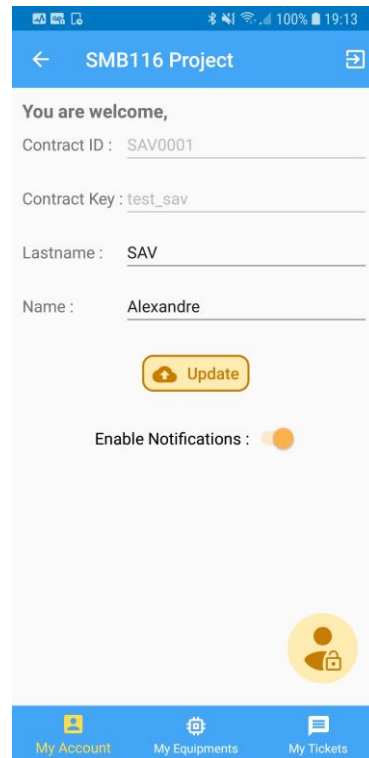 100% 19:13
SMB116 Project
You are welcome,
Contract ID : SAV0001
Contract Key : test_sav
Lastname : SAV
Name : Alexandre
Update
Enable Notifications :
My Account My Equipments My Tickets